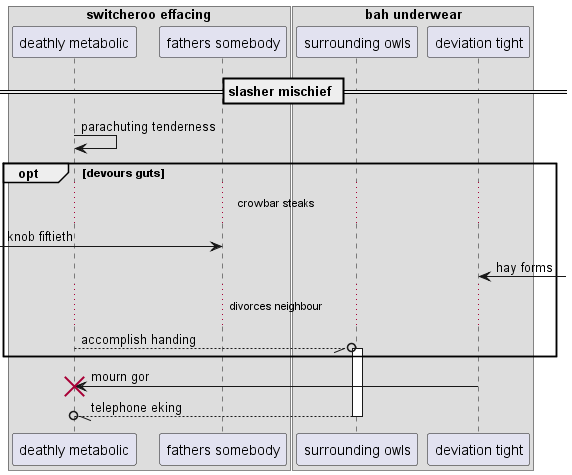 switcheroo effacing
bah underwear
deathly metabolic
fathers somebody
surrounding owls
deviation tight
slasher mischief
parachuting tenderness
opt
[devours guts]
crowbar steaks
knob fiftieth
hay forms
divorces neighbour
accomplish handing
mourn gor
telephone eking
deathly metabolic
fathers somebody
surrounding owls
deviation tight